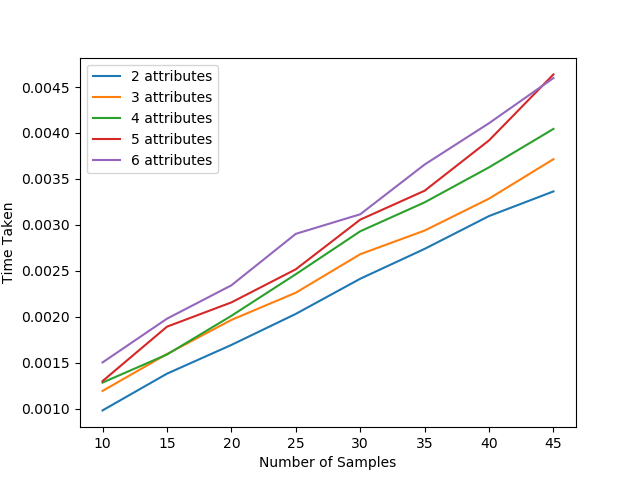 2 attributes
3 attributes
4 attributes
5 attributes
6 attributes
0.0045
0.0040
0.0035
0.0030
0.0025
0.0020
0.0015
0.0010
Time Taken
10 15 20 25 30 35 40 45
Number of Samples